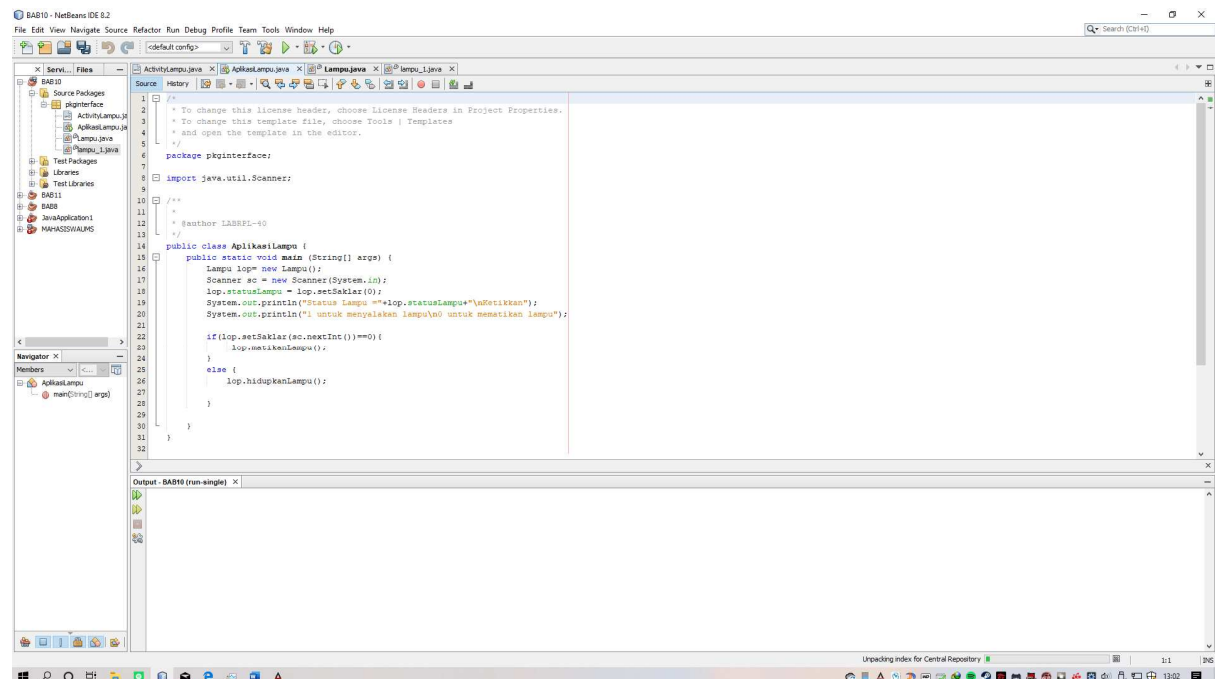 BAB10 - NetBeans IDE 8.2
File Edit View Navigate Source Refactor Run Debug Profile Team Tools Window Help
Search (Ctrl+I)
<default config>
Servi... Files
ActivityLampu.java AplikasiLampu.java Lampu.java lampu_1.java
BAB10
Source Packages
pkginterface
ActivityLampu.ja
AplikasiLampu.ja
Lampu.java
lampu_1.java
Test Packages
Libraries
Test Libraries
BAB11
BAB8
JavaApplication1
MAHASISWAUMS
Source History
1 /*
2 * To change this license header, choose License Headers in Project Properties.
3 * To change this template file, choose Tools | Templates
4 * and open the template in the editor.
5 */
6 package pkginterface;
7
8 import java.util.Scanner;
9
10 /**
11 *
12 * @author LABRPL-40
13 */
14 public class AplikasiLampu {
15 public static void main (String[] args) {
16 Lampu lop= new Lampu();
17 Scanner sc = new Scanner(System.in);
18 lop.statusLampu = lop.setSaklar(0);
19 System.out.println("Status Lampu ="+lop.statusLampu+"\nKetikkan");
20 System.out.println("1 untuk menyalakan lampu\n0 untuk mematikan lampu");
21
22 if(lop.setSaklar(sc.nextInt())==0){
23 lop.matikanLampu();
24 }
25 else {
26 lop.hidupkanLampu();
27
28 }
29
30 }
31 }
32
Navigator
Members <...
AplikasiLampu
main(String[] args)
Output - BAB10 (run-single)
Unpacking index for Central Repository
1:1 INS
13:02